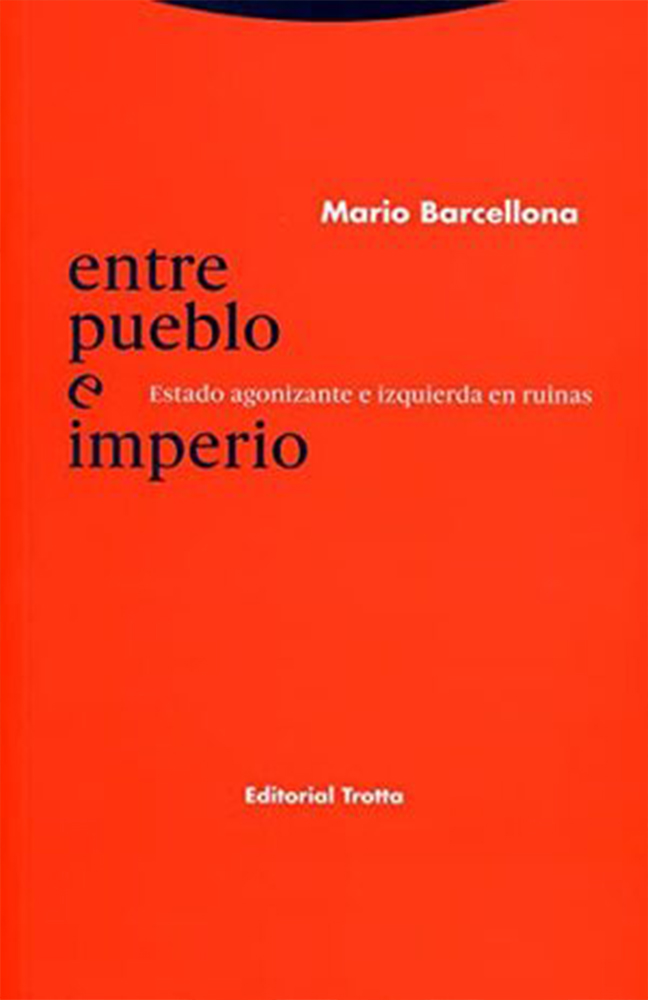 Mario Barcellona
entre
pueblo
e
imperio
Estado agonizante e izquierda en ruinas
Editorial Trotta